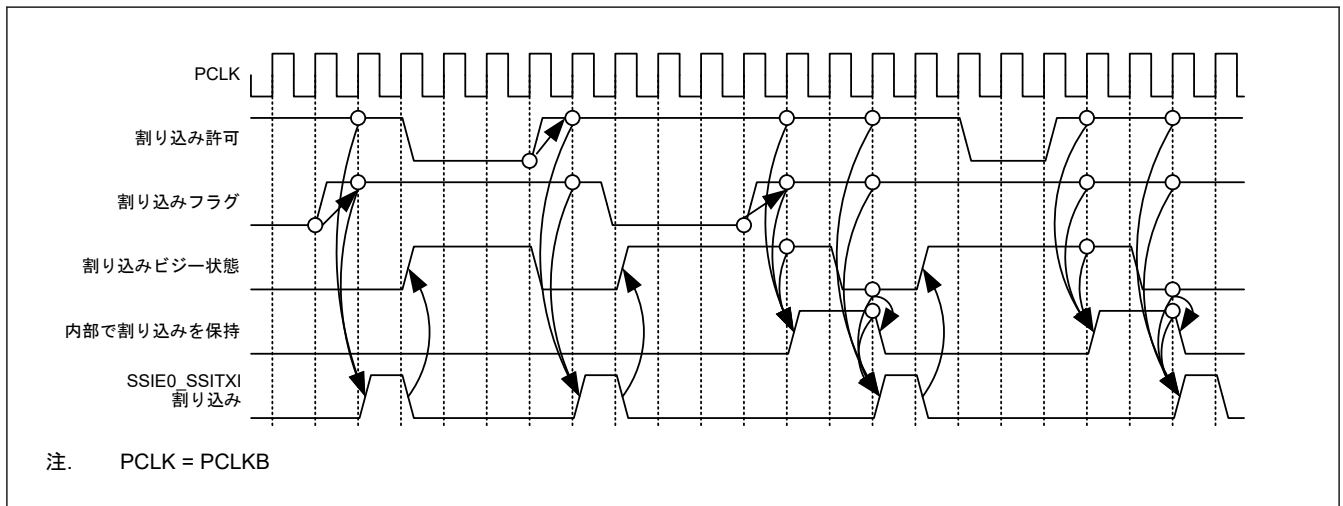 PCLK
割り込み許可
割り込みフラグ
割り込みビジー状態
内部で割り込みを保持
SSIE0_SSITXI
割り込み
注. PCLK = PCLKB